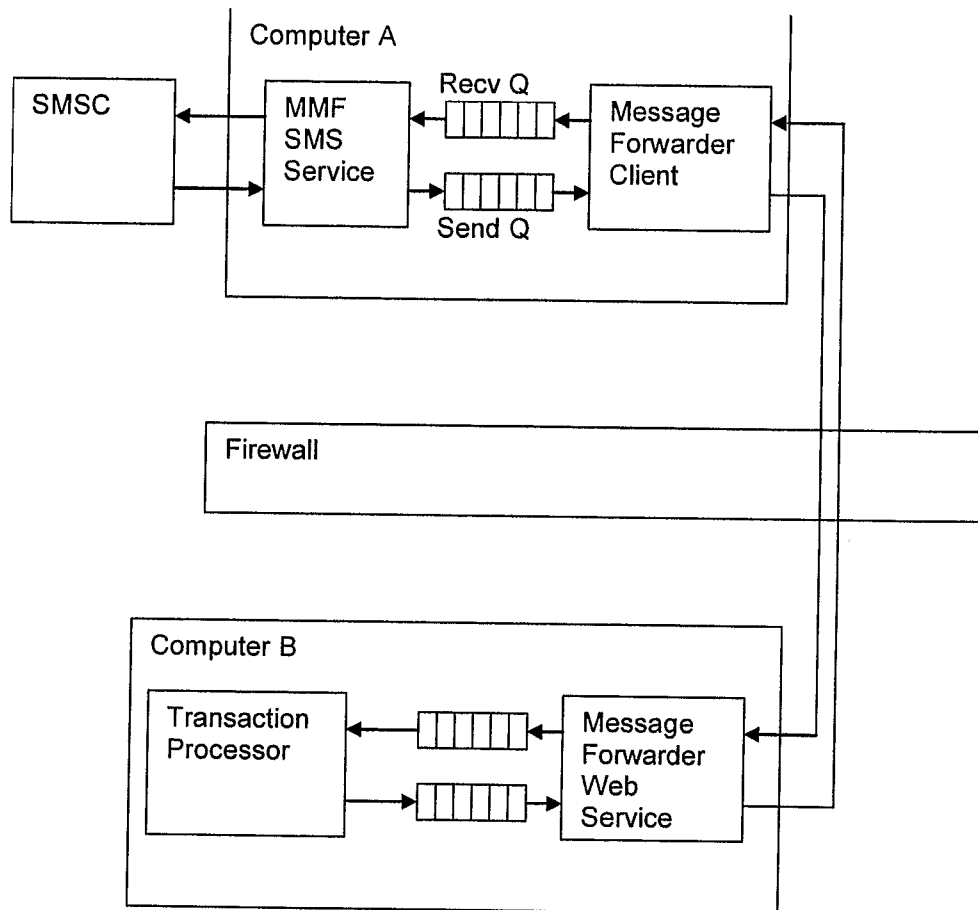 Computer A
SMSC
MMF
SMS
Service
Recv Q
Send Q
Message
Forwarder
Client
Firewall
Computer B
Transaction
Processor
Message
Forwarder
Web
Service